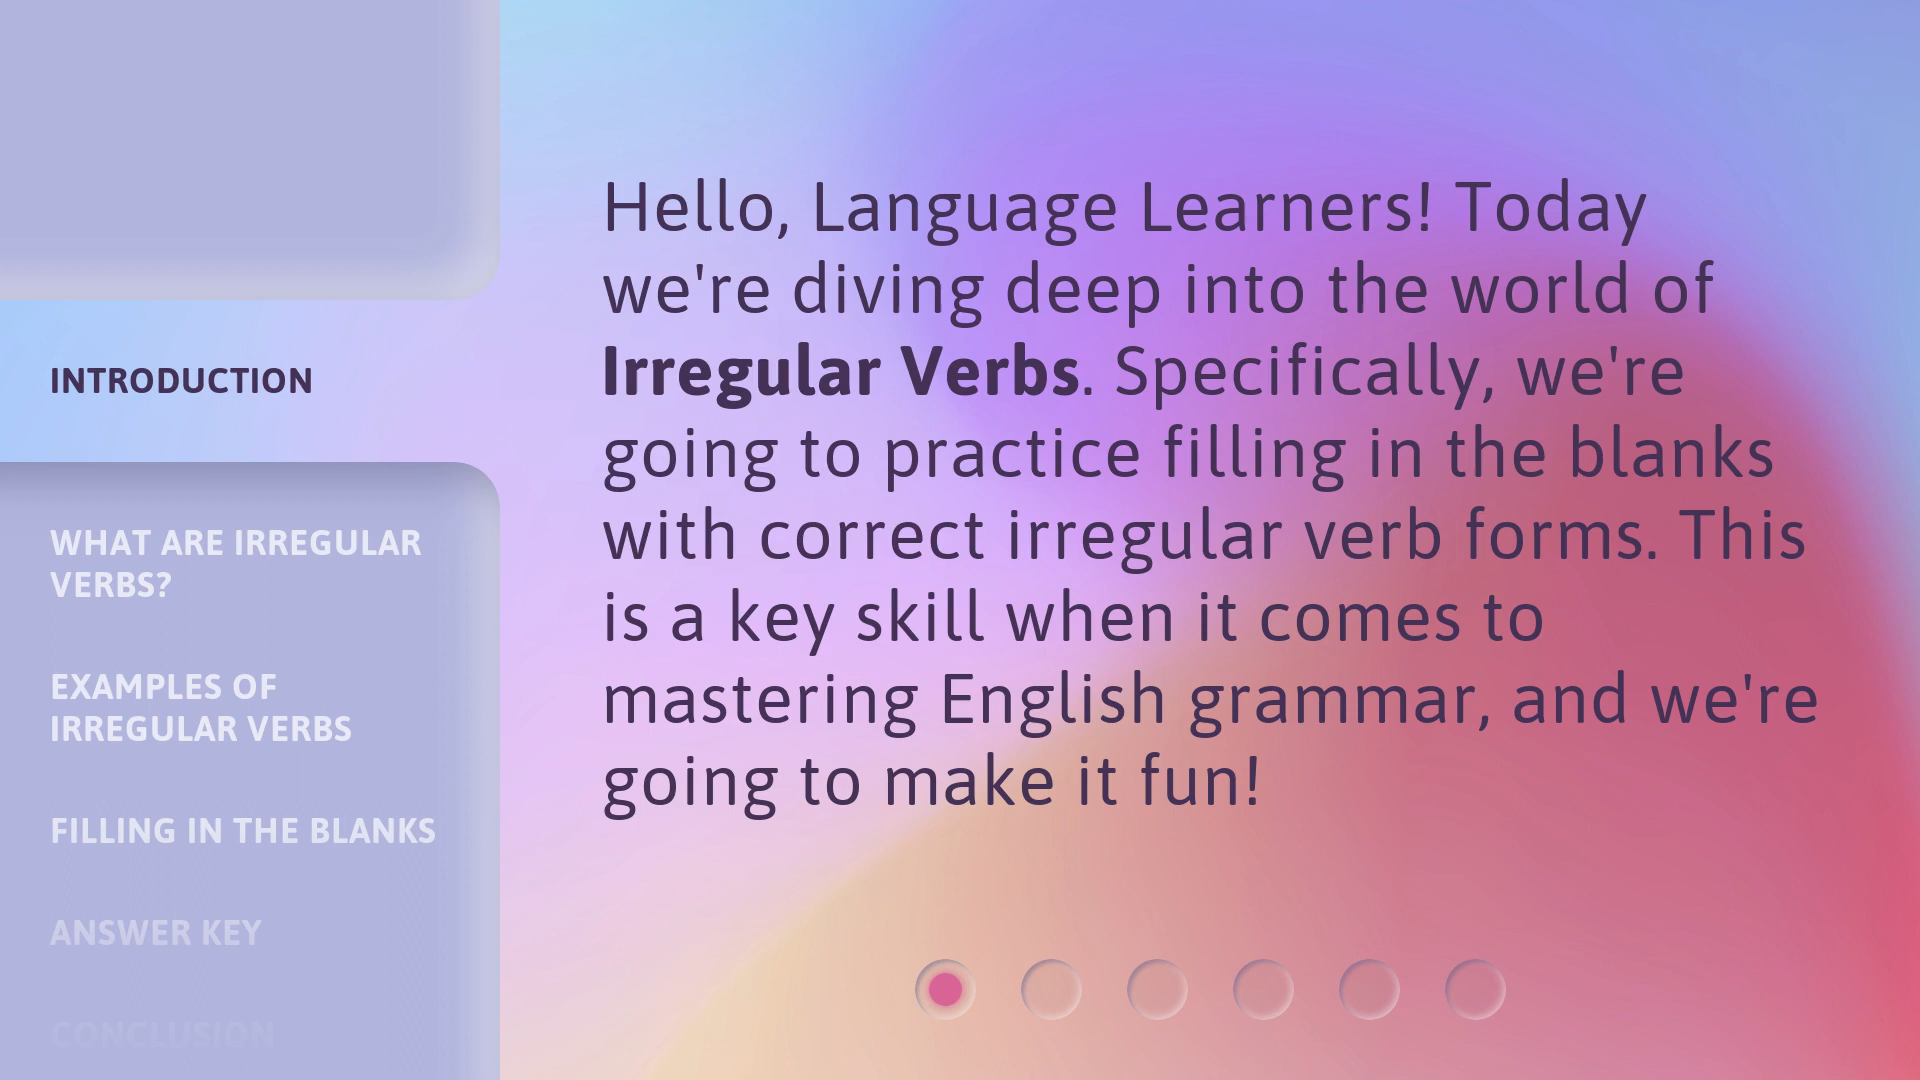 INTRODUCTION
WHAT ARE IRREGULAR
VERBS?
EXAMPLES OF
IRREGULAR VERBS
FILLING IN THE BLANKS
ANSWER KEY
CONCLUSION
Hello, Language Learners! Today
we're diving deep into the world of
Irregular Verbs. Specifically, we're
going to practice filling in the blanks
with correct irregular verb forms. This
is a key skill when it comes to
mastering English grammar, and we're
going to make it fun!